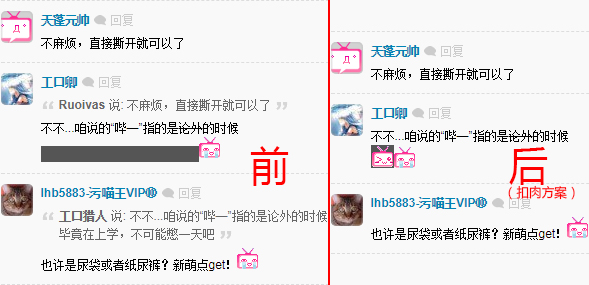 天蓬元帅 回复
不麻烦，直接撕开就可以了
工口卿 回复
Ruoivas 说: 不麻烦，直接撕开就可以了
不不...咱说的“哔—”指的是论外的时候
lhb5883-污喵王VIP⑱ 回复
工口猎人 说: 不不...咱说的“哔—”指的是论外的时候
毕竟在上学，不可能憋一天吧
也许是尿袋或者纸尿裤？新萌点get！
前
天蓬元帅 回复
不麻烦，直接撕开就可以了
工口卿 回复
不不...咱说的“哔—”指的是论外的时候
lhb5883-污喵王VIP⑱ 回复
也许是尿袋或者纸尿裤？新萌点get！
后
（扣肉方案）